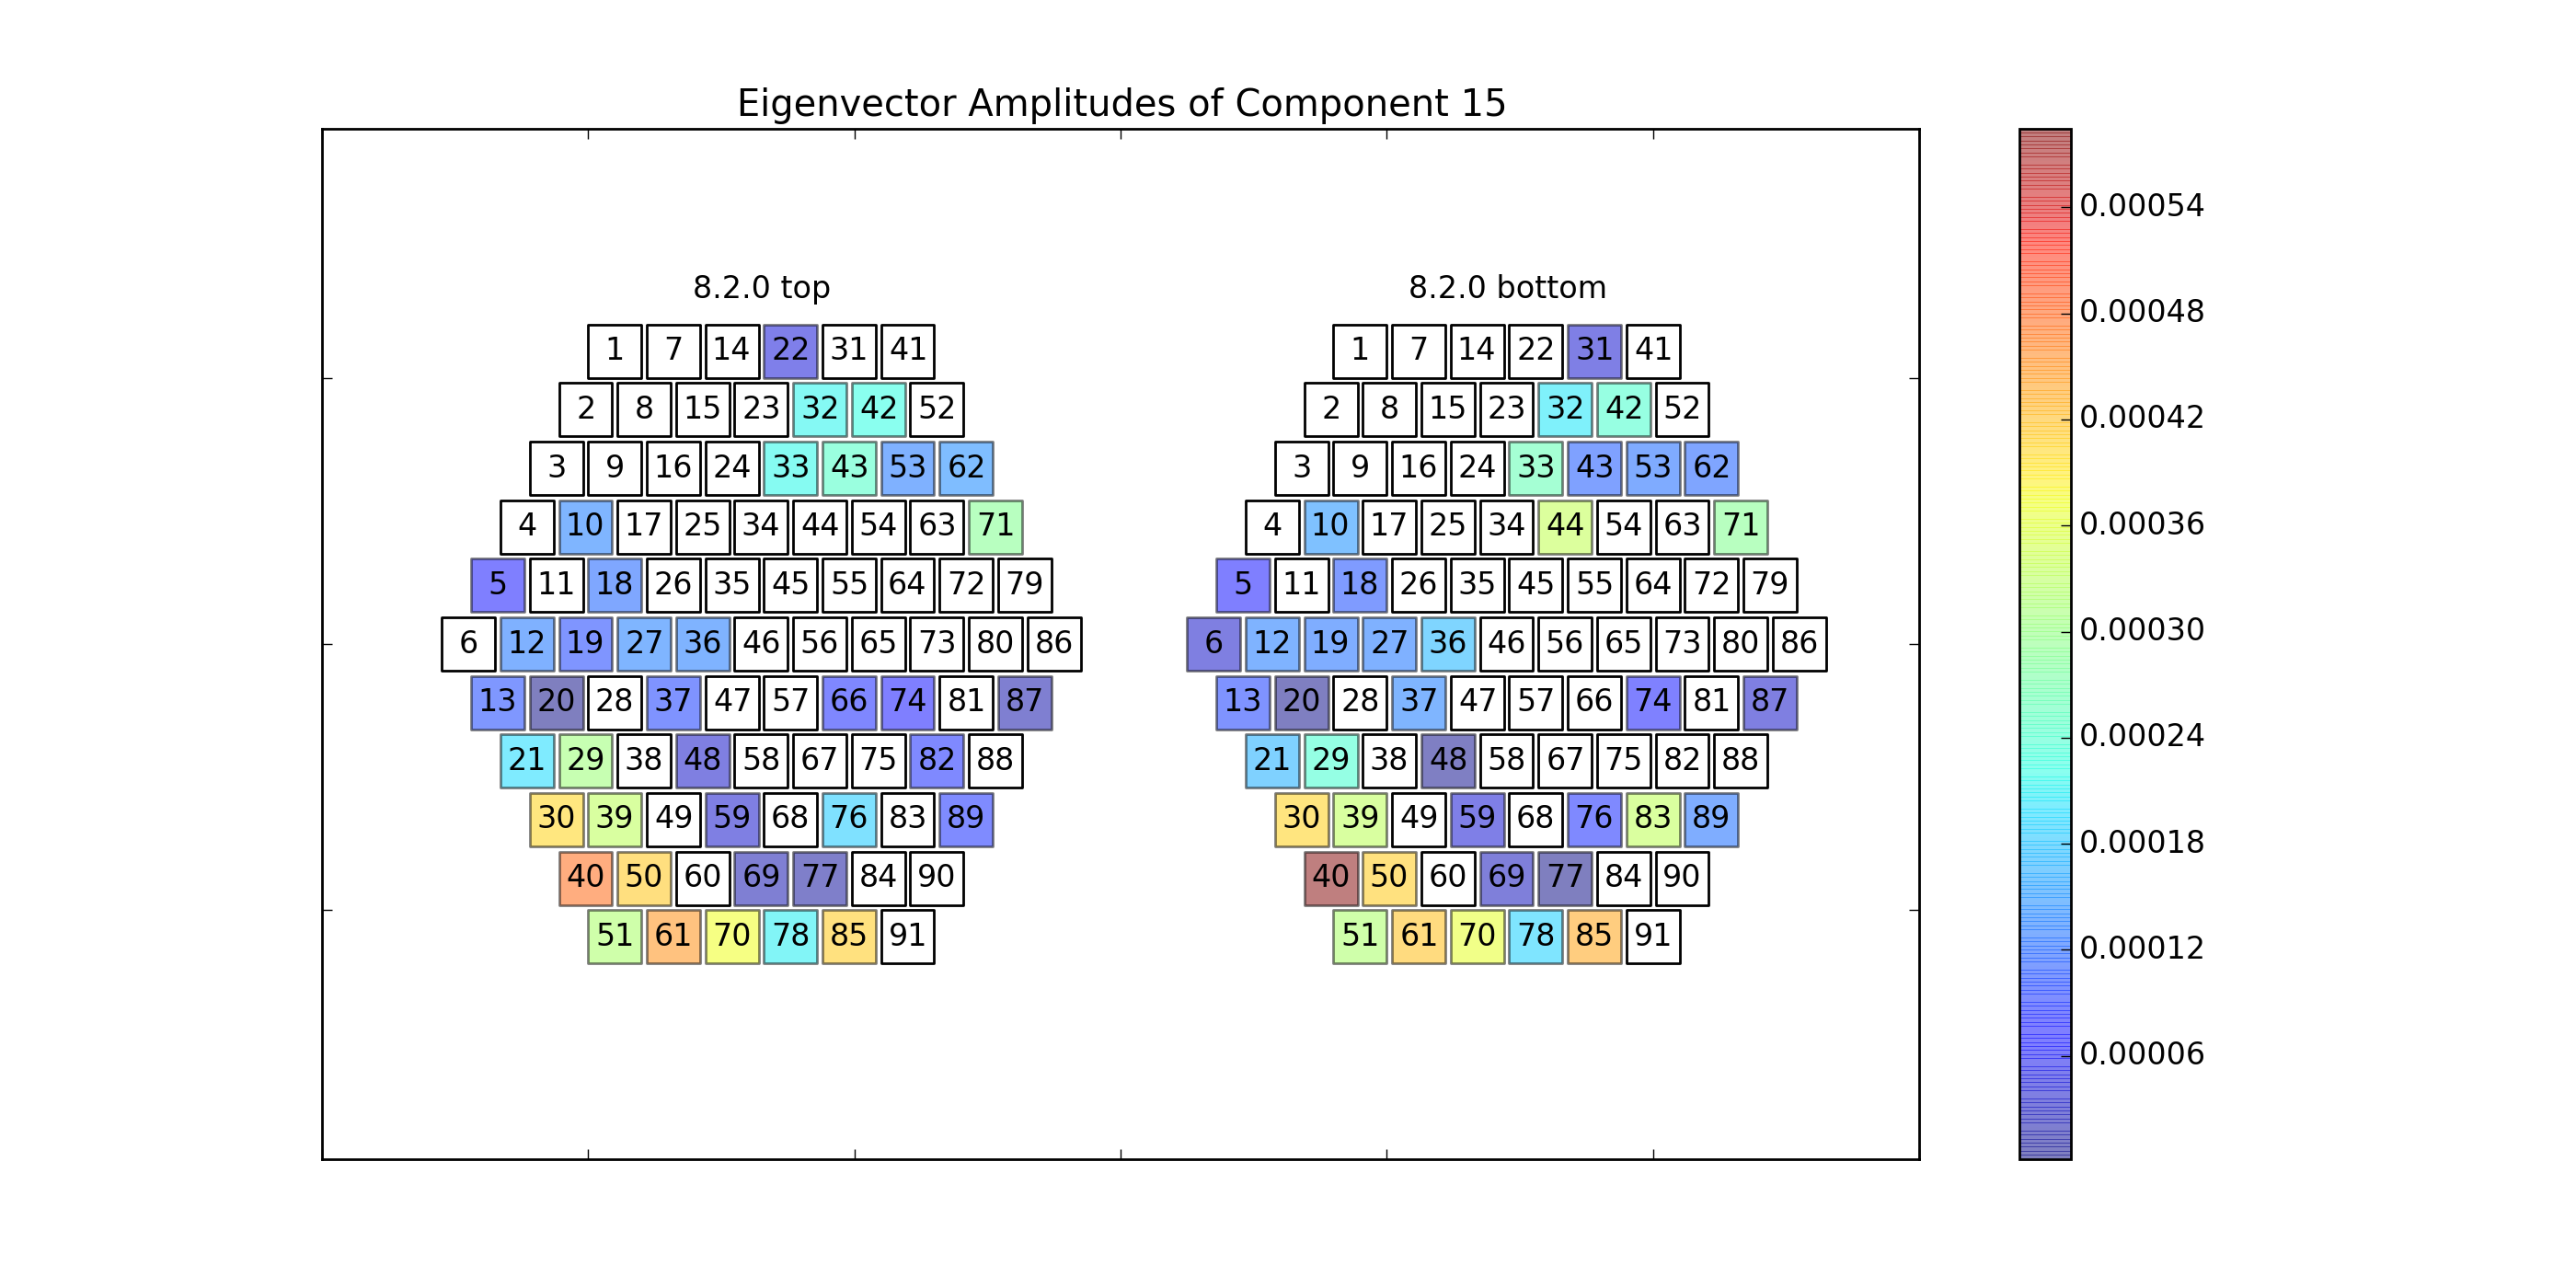 Eigenvector Amplitudes of Component 15
8.2.0 top
1 7 14 22 31 41
2 8 15 23 32 42 52
3 9 16 24 33 43 53 62
4 10 17 25 34 44 54 63 71
5 11 18 26 35 45 55 64 72 79
6 12 19 27 36 46 56 65 73 80 86
13 20 28 37 47 57 66 74 81 87
21 29 38 48 58 67 75 82 88
30 39 49 59 68 76 83 89
40 50 60 69 77 84 90
51 61 70 78 85 91
8.2.0 bottom
1 7 14 22 31 41
2 8 15 23 32 42 52
3 9 16 24 33 43 53 62
4 10 17 25 34 44 54 63 71
5 11 18 26 35 45 55 64 72 79
6 12 19 27 36 46 56 65 73 80 86
13 20 28 37 47 57 66 74 81 87
21 29 38 48 58 67 75 82 88
30 39 49 59 68 76 83 89
40 50 60 69 77 84 90
51 61 70 78 85 91
0.00054
0.00048
0.00042
0.00036
0.00030
0.00024
0.00018
0.00012
0.00006